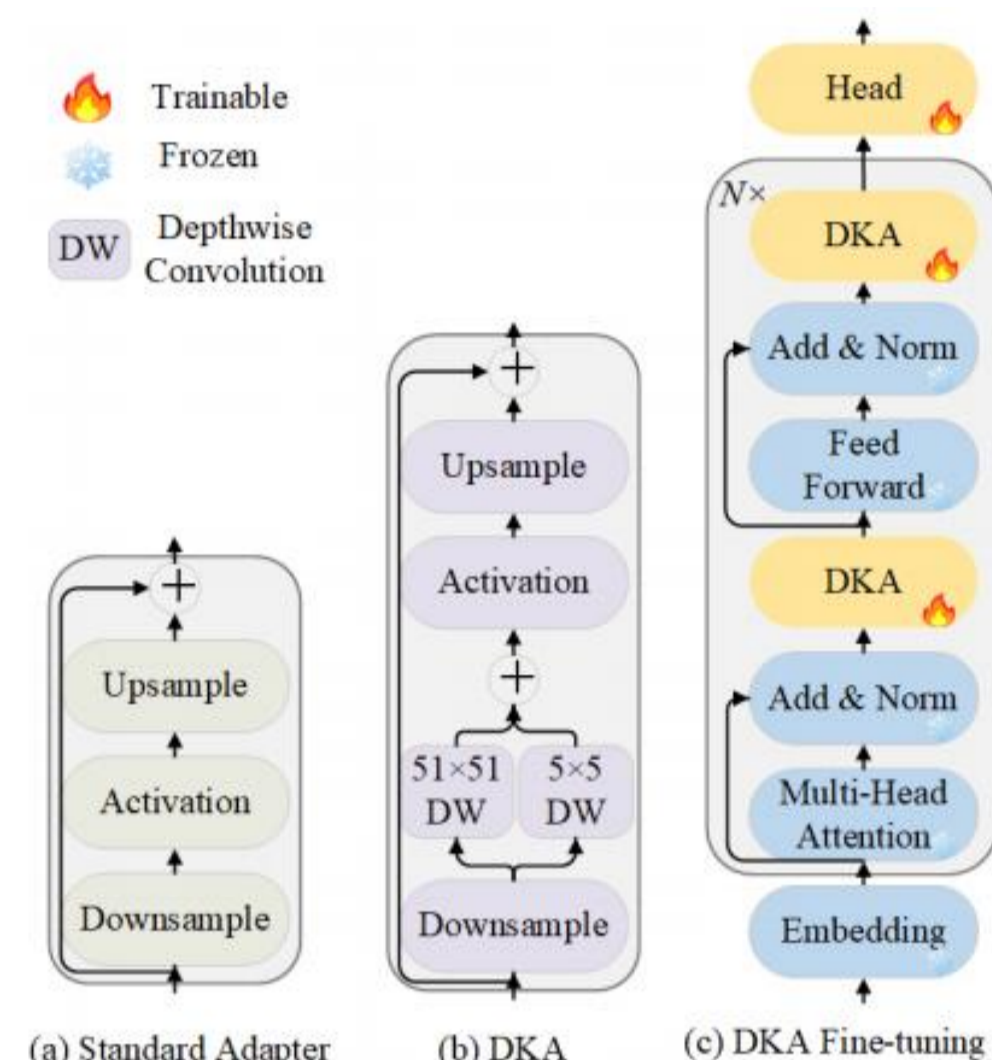 Trainable
Frozen
DW
Depthwise
Convolution
+
Upsample
Activation
Downsample
(a) Standard Adapter
+
Upsample
Activation
+
51×51
DW
5×5
DW
Downsample
(b) DKA
Head
N×
DKA
Add & Norm
Feed
Forward
DKA
Add & Norm
Multi-Head
Attention
Embedding
(c) DKA Fine-tuning